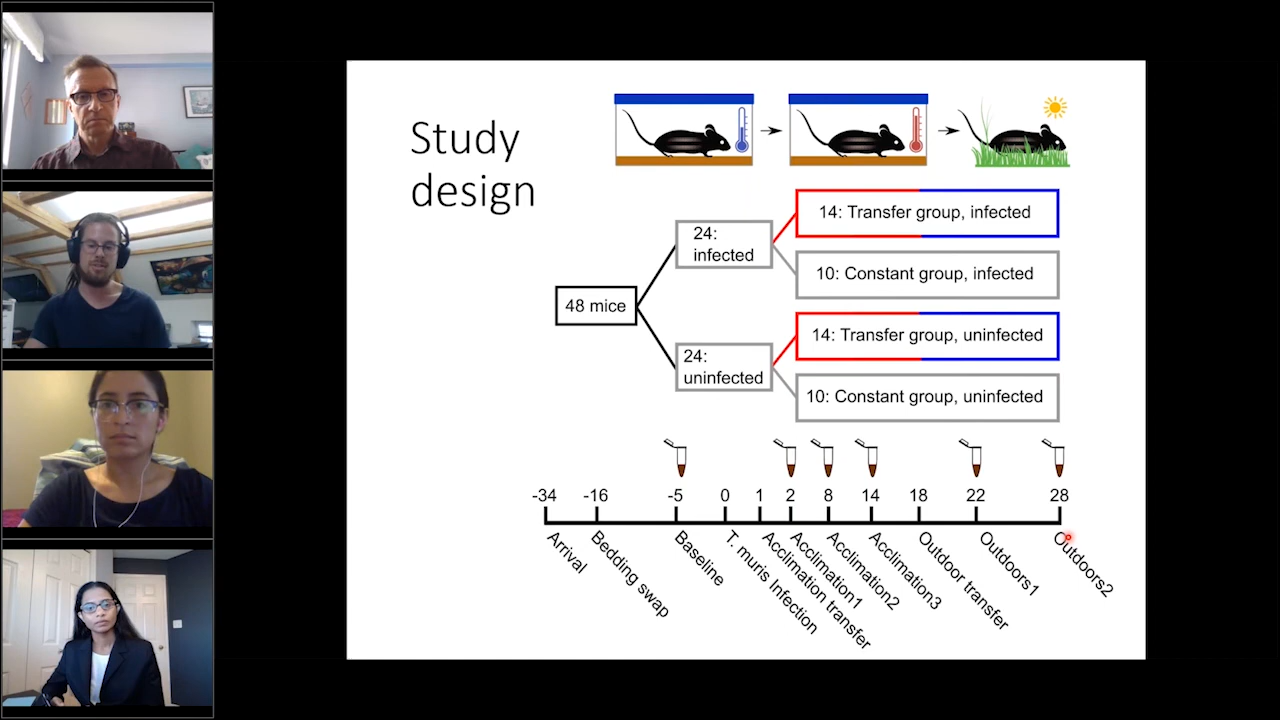 Study
design
14: Transfer group, infected
24:
infected
10: Constant group, infected
48 mice
14: Transfer group, uninfected
24:
uninfected
10: Constant group, uninfected
-34 -16 -5 0 1 2 8 14 18 22 28
Arrival
Bedding swap
Baseline
T. muris Infection
Acclimation transfer
Acclimation1
Acclimation2
Acclimation3
Outdoor transfer
Outdoors1
Outdoors2